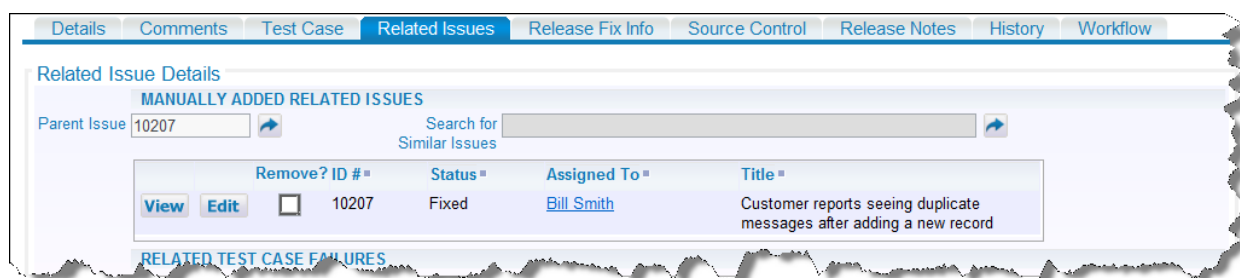 Details Comments Test Case Related Issues Release Fix Info Source Control Release Notes History Workflow
Related Issue Details
MANUALLY ADDED RELATED ISSUES
Parent Issue 10207 Search for
Similar Issues
Remove? ID # Status Assigned To Title
View Edit 10207 Fixed Bill Smith Customer reports seeing duplicate
messages after adding a new record
RELATED TEST CASE FAILURES